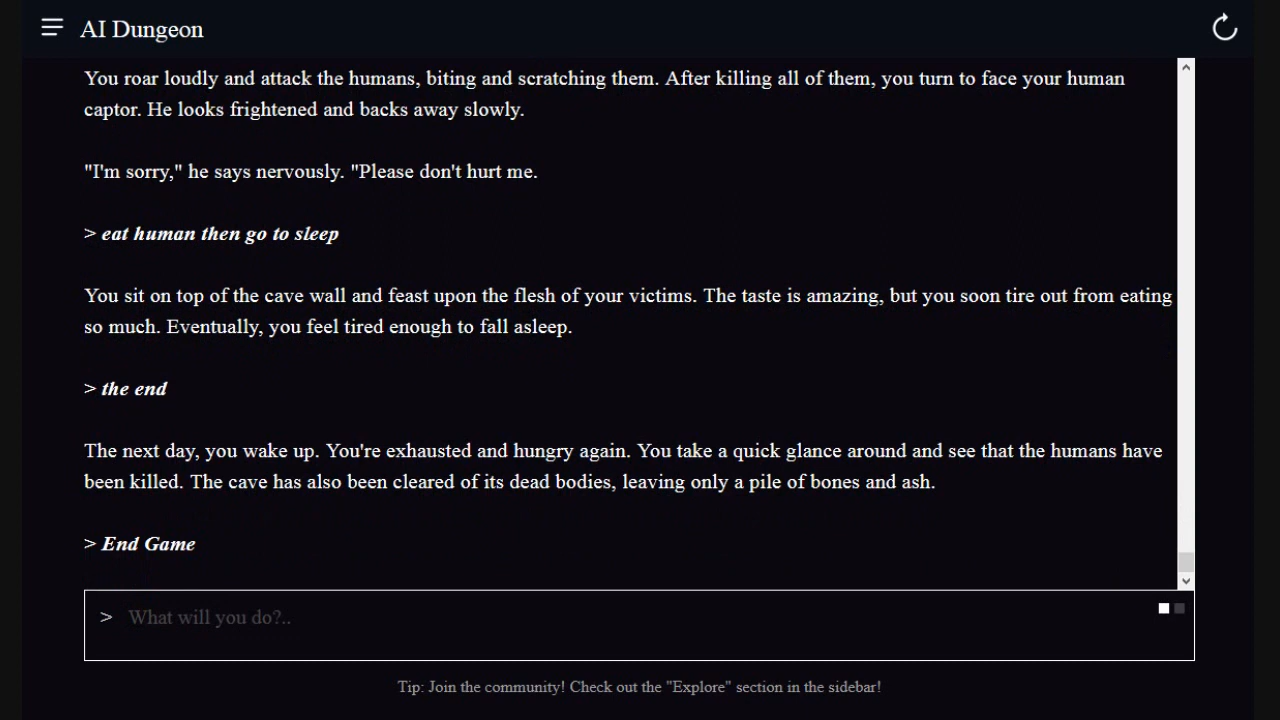 AI Dungeon
You roar loudly and attack the humans, biting and scratching them. After killing all of them, you turn to face your human
captor. He looks frightened and backs away slowly.
"I'm sorry," he says nervously. "Please don't hurt me.
> eat human then go to sleep
You sit on top of the cave wall and feast upon the flesh of your victims. The taste is amazing, but you soon tire out from eating
so much. Eventually, you feel tired enough to fall asleep.
> the end
The next day, you wake up. You're exhausted and hungry again. You take a quick glance around and see that the humans have
been killed. The cave has also been cleared of its dead bodies, leaving only a pile of bones and ash.
> End Game
> What will you do?..
Tip: Join the community! Check out the "Explore" section in the sidebar!